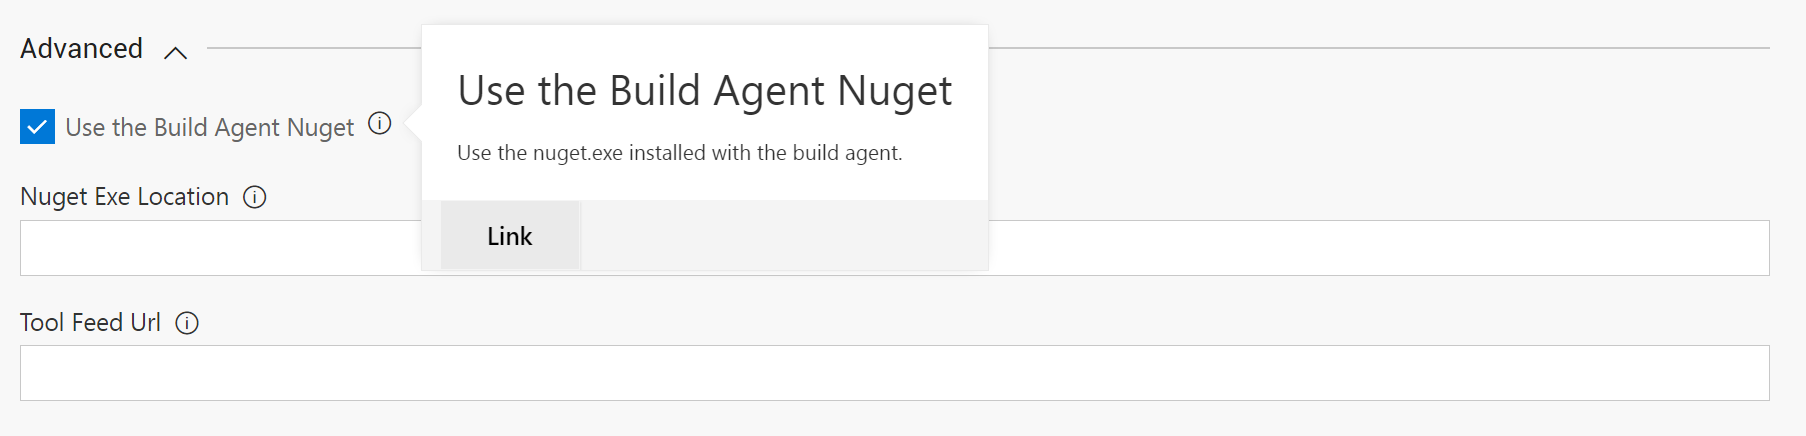 Advanced
Use the Build Agent Nuget
Use the Build Agent Nuget
Use the nuget.exe installed with the build agent.
Link
Nuget Exe Location
Tool Feed Url